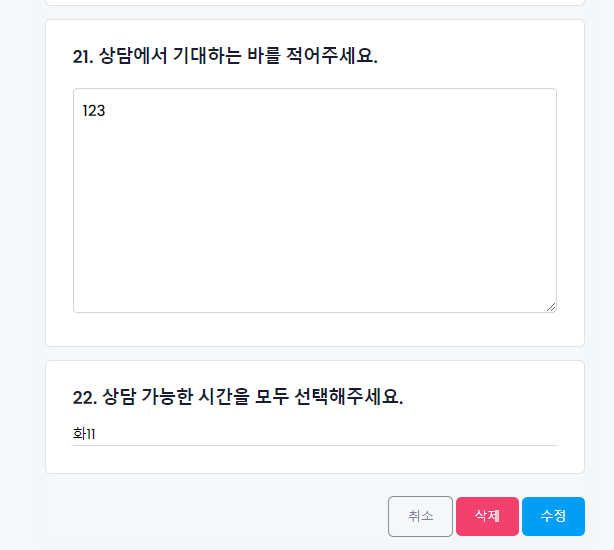 21. 상담에서 기대하는 바를 적어주세요.
123
22. 상담 가능한 시간을 모두 선택해주세요.
화11
취소 삭제 수정